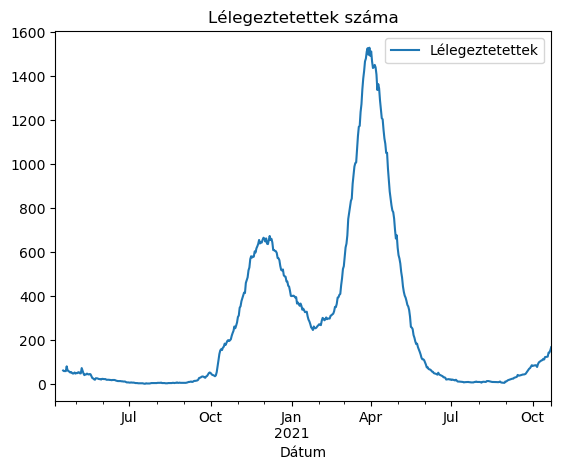 Lélegeztetettek száma
Lélegeztetettek
1600
1400
1200
1000
800
600
400
200
0
Jul
Oct
Jan
2021
Apr
Jul
Oct
Dátum